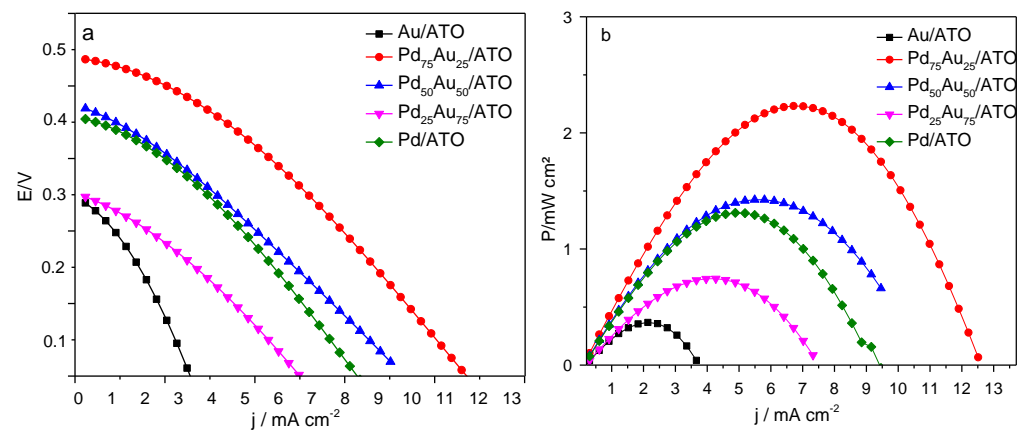 a
Au/ATO
Pd₇₅Au₂₅/ATO
Pd₅₀Au₅₀/ATO
Pd₂₅Au₇₅/ATO
Pd/ATO
0.5
0.4
0.3
0.2
0.1
E/V
0 1 2 3 4 5 6 7 8 9 10 11 12 13
j / mA cm⁻²
b
Au/ATO
Pd₇₅Au₂₅/ATO
Pd₅₀Au₅₀/ATO
Pd₂₅Au₇₅/ATO
Pd/ATO
3
2
1
0
P/mW cm²
1 2 3 4 5 6 7 8 9 10 11 12 13
j / mA cm⁻²